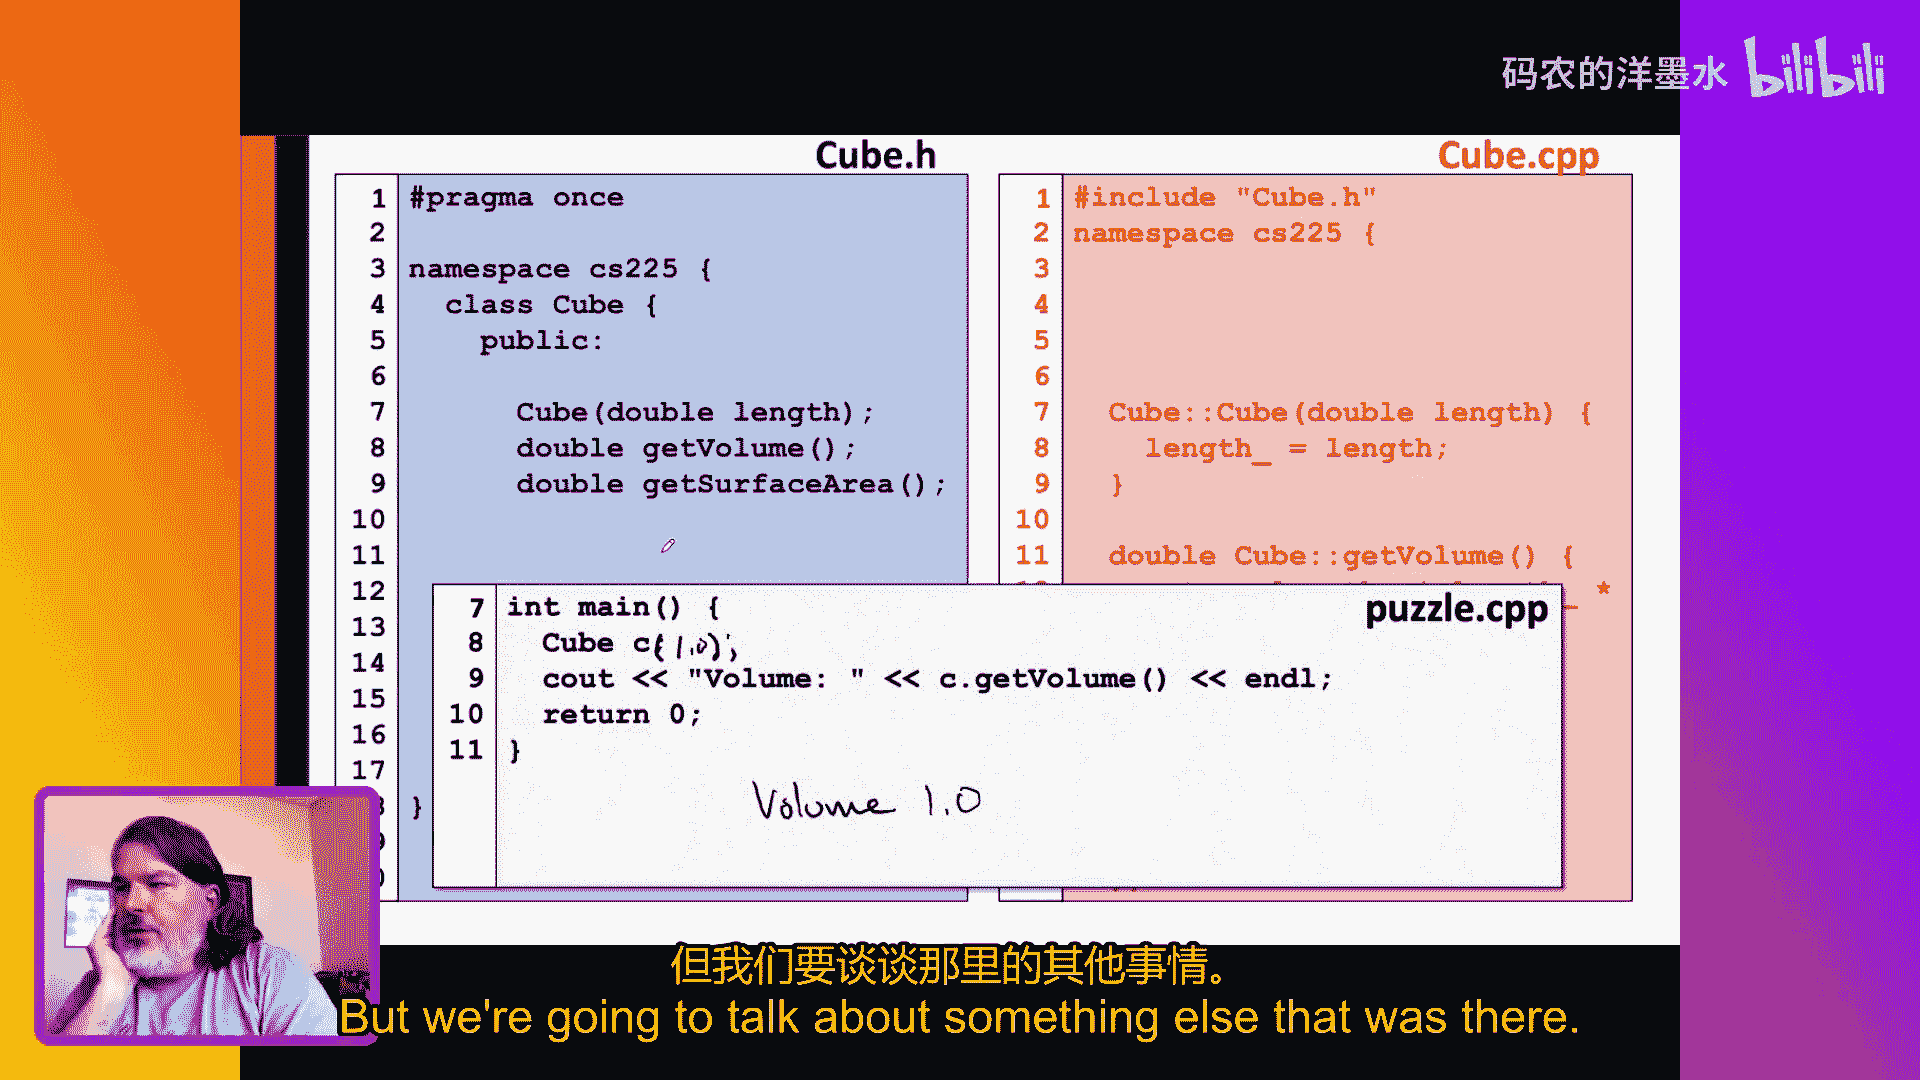 码农的洋墨水 bilibili
Cube.h
1 #pragma once
2
3 namespace cs225 {
4 class Cube {
5 public:
6
7 Cube(double length);
8 double getVolume();
9 double getSurfaceArea();
10
11
12
13
14
15
16
17
}
Cube.cpp
1 #include "Cube.h"
2 namespace cs225 {
3
4
5
6
7 Cube::Cube(double length) {
8 length_ = length;
9 }
10
11 double Cube::getVolume() {
*
puzzle.cpp
7 int main() {
8 Cube c(1.0);
9 cout << "Volume: " << c.getVolume() << endl;
10 return 0;
11 }
Volume 1.0
但我们要谈谈那里的其他事情。
But we're going to talk about something else that was there.